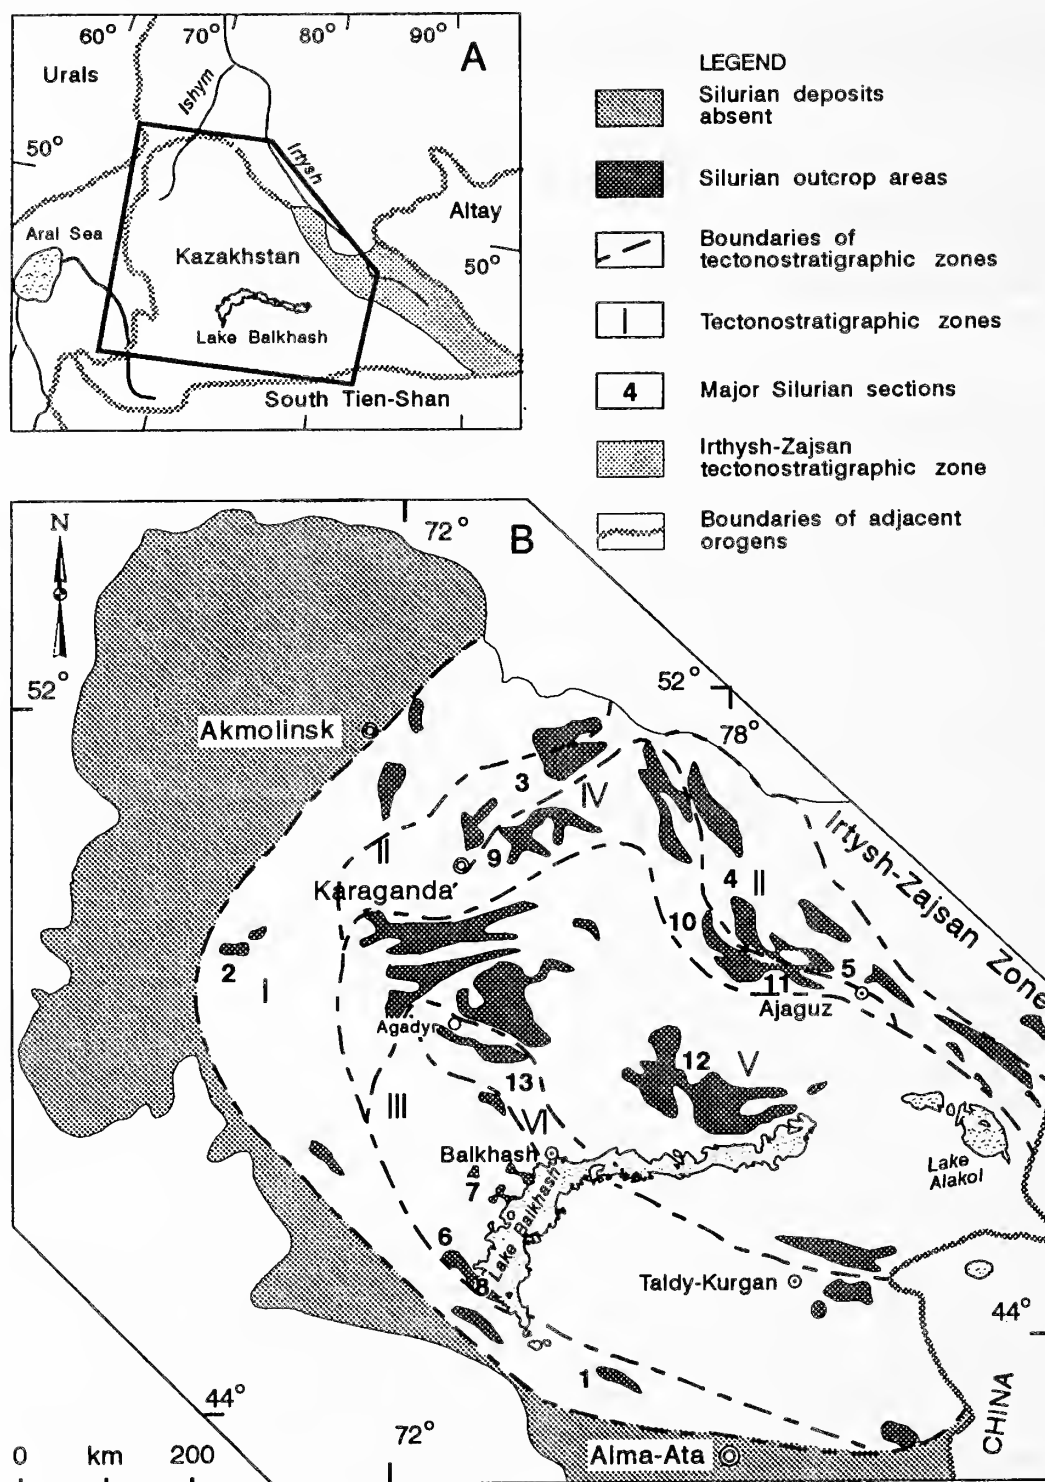 60°
70°
80°
90°
A
Urals
Ishym
50°
Irtysh
Altay
Aral Sea
Kazakhstan
50°
Lake Balkhash
South Tien-Shan
LEGEND
Silurian deposits
absent
Silurian outcrop areas
Boundaries of
tectonostratigraphic zones
I
Tectonostratigraphic zones
4
Major Silurian sections
Irthysh-Zajsan
tectonostratigraphic zone
Boundaries of adjacent
orogens
N
72°
B
52°
52°
78°
Akmolinsk
3
IV
II
9
Karaganda
Irtysh-Zajsan Zone
4
II
10
2
I
5
11
Ajaguz
Agadyr
12
V
13
III
VI
Balkhash
7
Lake Balkhash
Lake
Alakol
6
8
Taldy-Kurgan
44°
1
CHINA
44°
72°
0 km 200
Alma-Ata